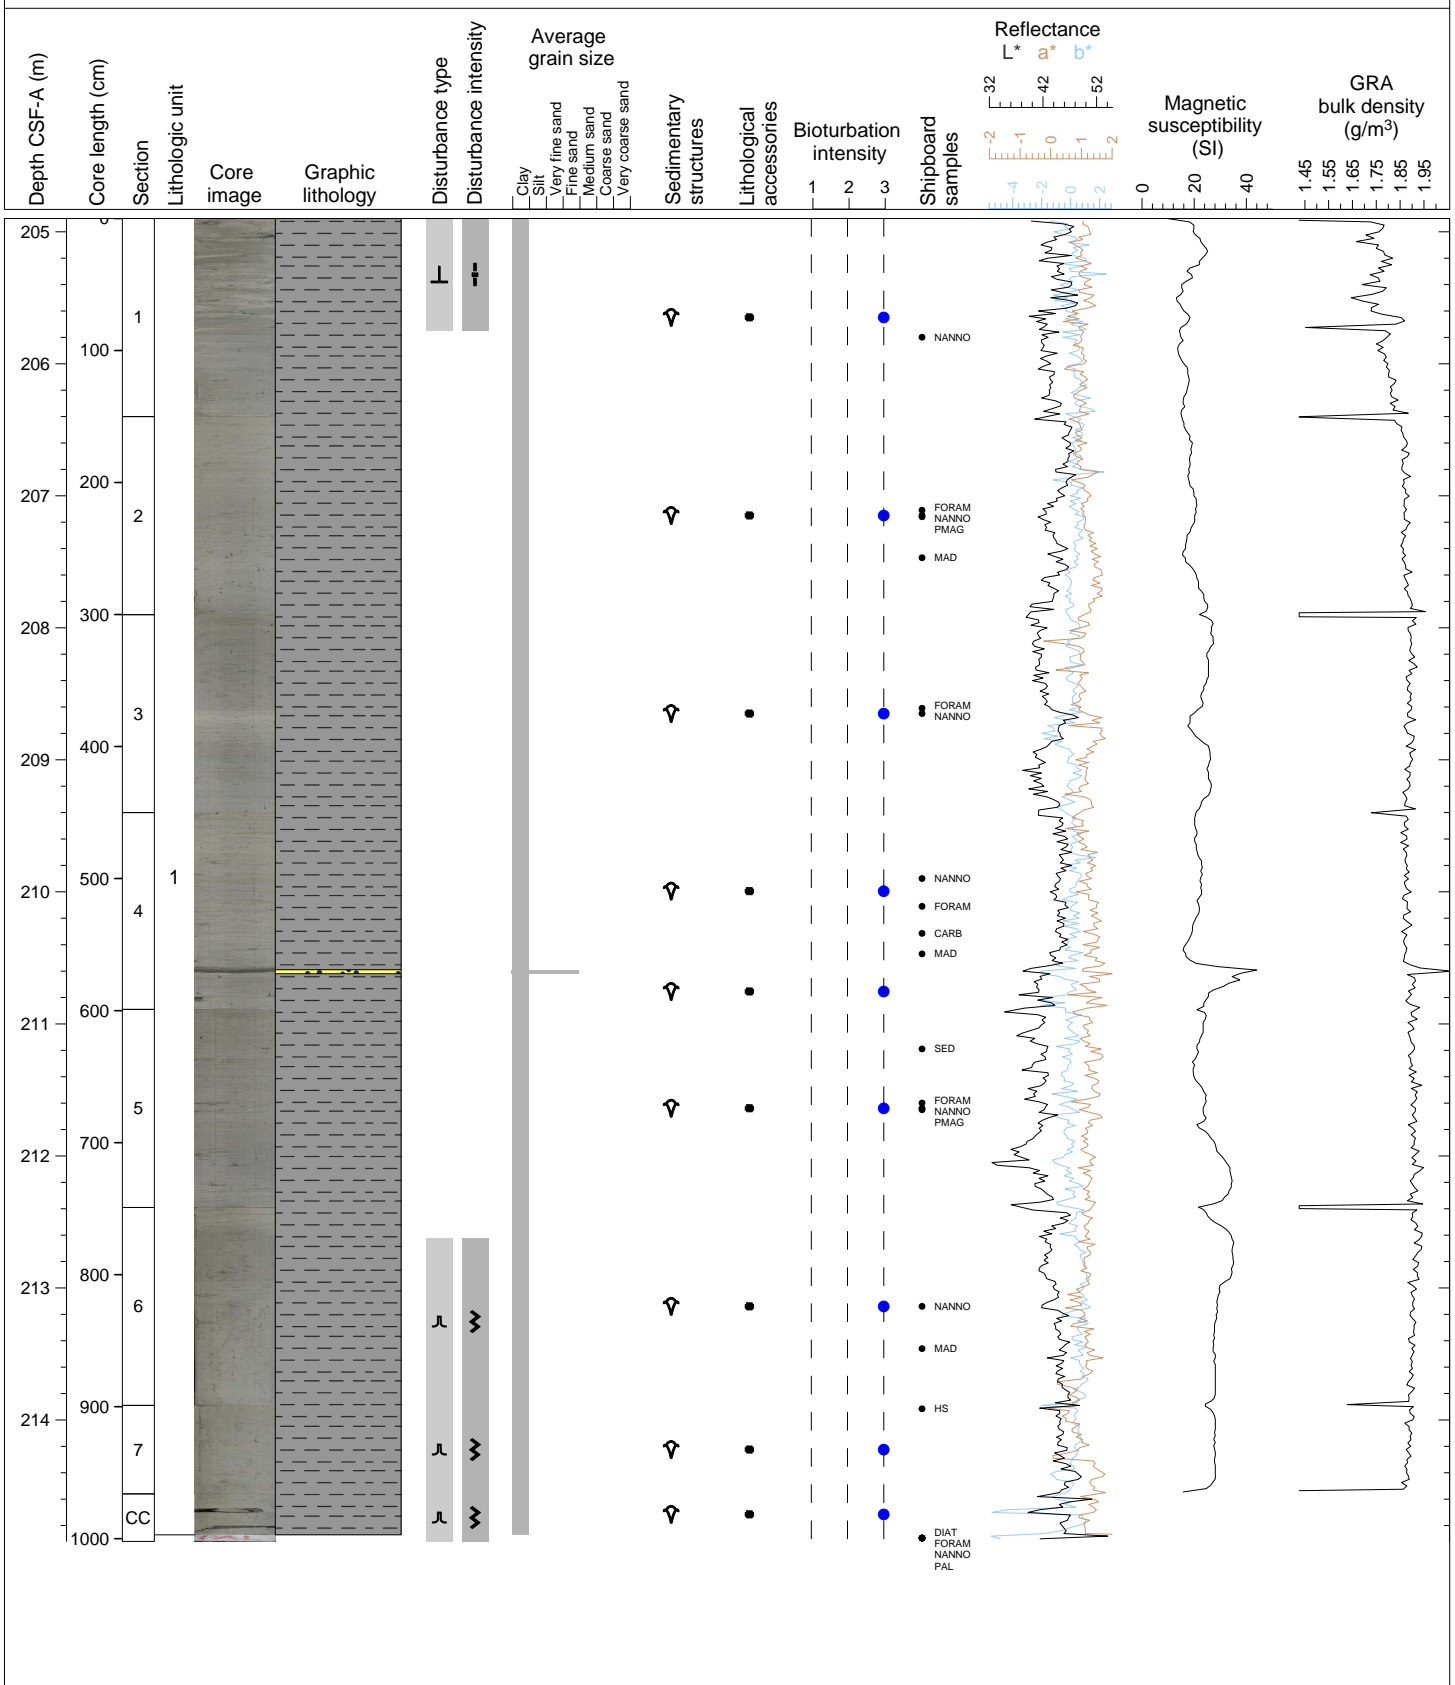 Depth CSF-A (m)
Core length (cm)
Section
Lithologic unit
Core
image
Graphic
lithology
Disturbance type
Disturbance intensity
Average
grain size
Clay
Silt
Very fine sand
Fine sand
Medium sand
Coarse sand
Very coarse sand
Sedimentary
structures
Lithological
accessories
Bioturbation
intensity
1 2 3
Shipboard
samples
Reflectance
L* a* b*
32 42 52
-2 -1 0 1 2
-4 -2 0 2
Magnetic
susceptibility
(SI)
0 20 40
GRA
bulk density
(g/m3)
1.45 1.55 1.65 1.75 1.85 1.95
205
206
207
208
209
210
211
212
213
214
0
100
200
300
400
500
600
700
800
900
1000
1
2
3
4
5
6
7
CC
1
NANNO
FORAM
NANNO
PMAG
MAD
FORAM
NANNO
NANNO
FORAM
CARB
MAD
SED
FORAM
NANNO
PMAG
NANNO
MAD
HS
DIAT
FORAM
NANNO
PAL